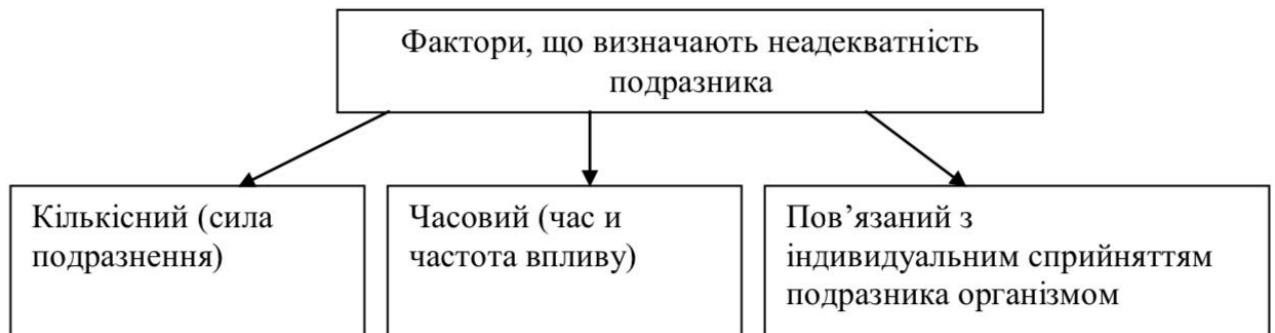 Фактори, що визначають неадекватність
подразника
Кількісний (сила
подразнення)
Часовий (час и
частота впливу)
Пов’язаний з
індивидуальним сприйняттям
подразника організмом